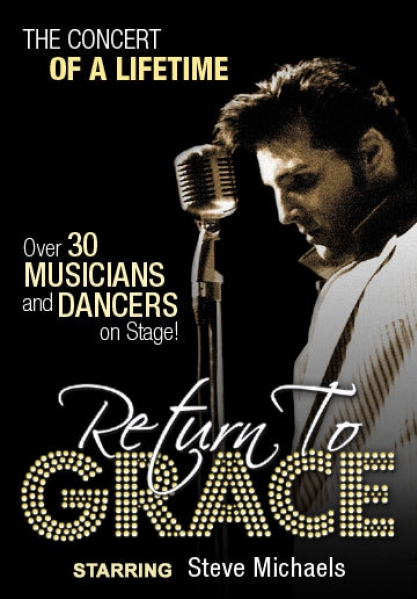 THE CONCERT
OF A LIFETIME
Over 30
MUSICIANS
and DANCERS
on Stage!
Return To
GRACE
STARRING Steve Michaels